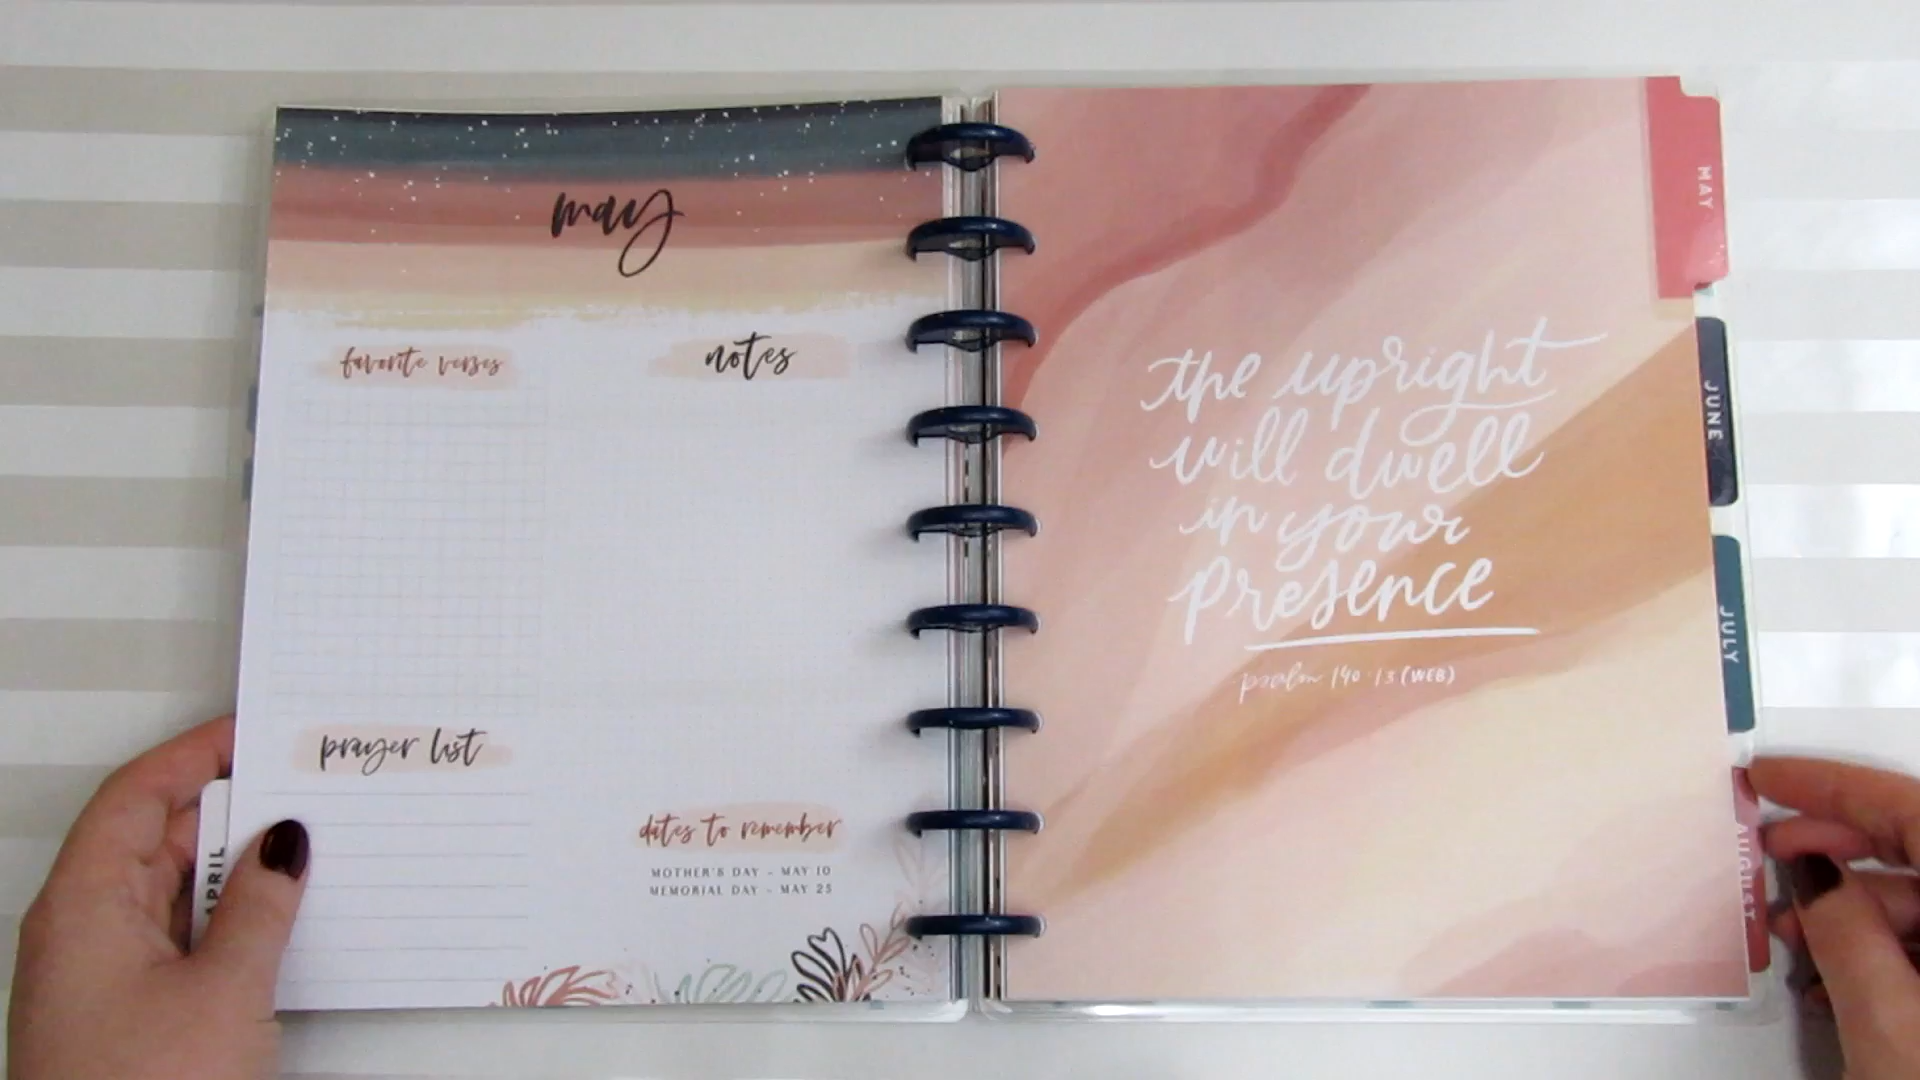 may
favorite verses
notes
prayer list
dates to remember
MOTHER'S DAY - MAY 10
MEMORIAL DAY - MAY 25
APRIL
the upright
will dwell
in your
presence
psalm 140:13 (WEB)
MAY
JUNE
JULY
AUGUST